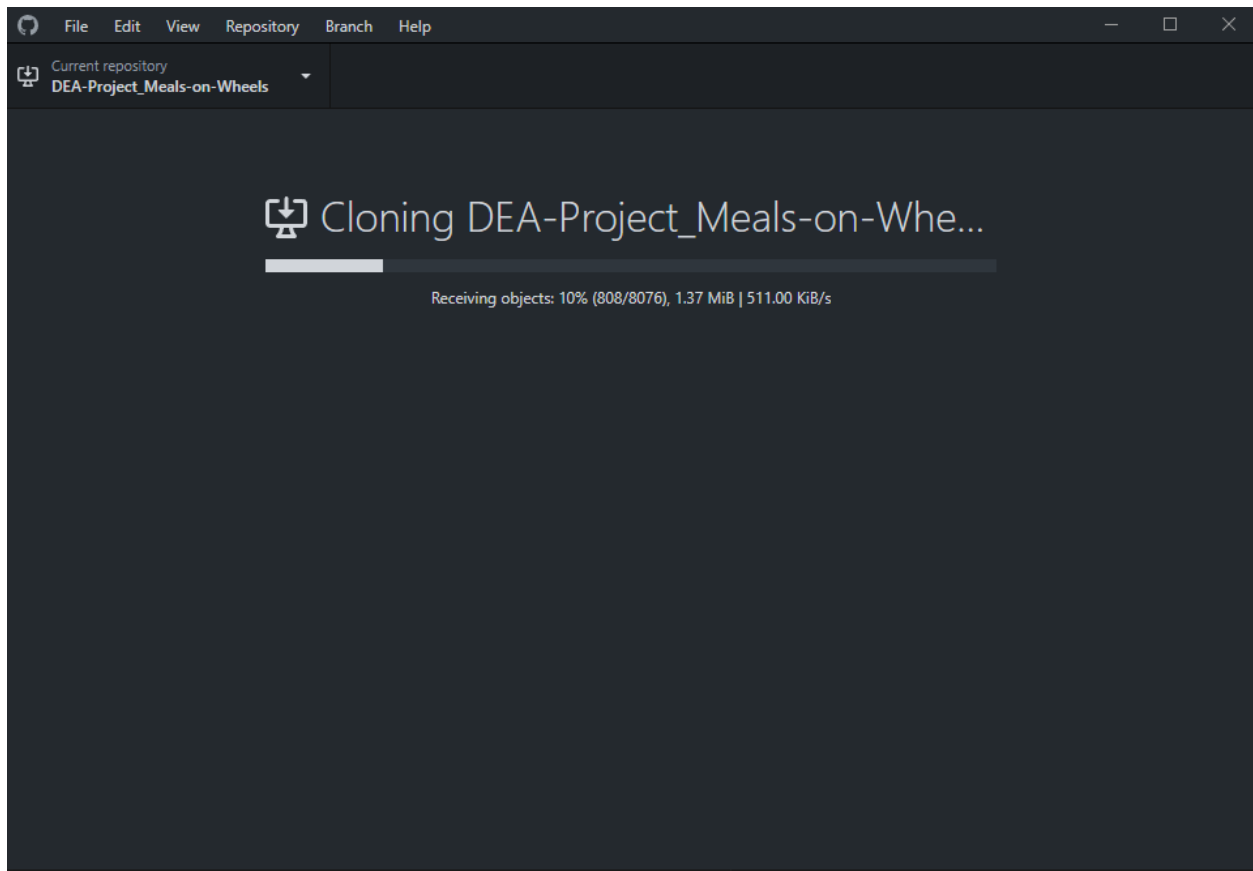 File Edit View Repository Branch Help
Current repository
DEA-Project_Meals-on-Wheels
Cloning DEA-Project_Meals-on-Whe...
Receiving objects: 10% (808/8076), 1.37 MiB | 511.00 KiB/s